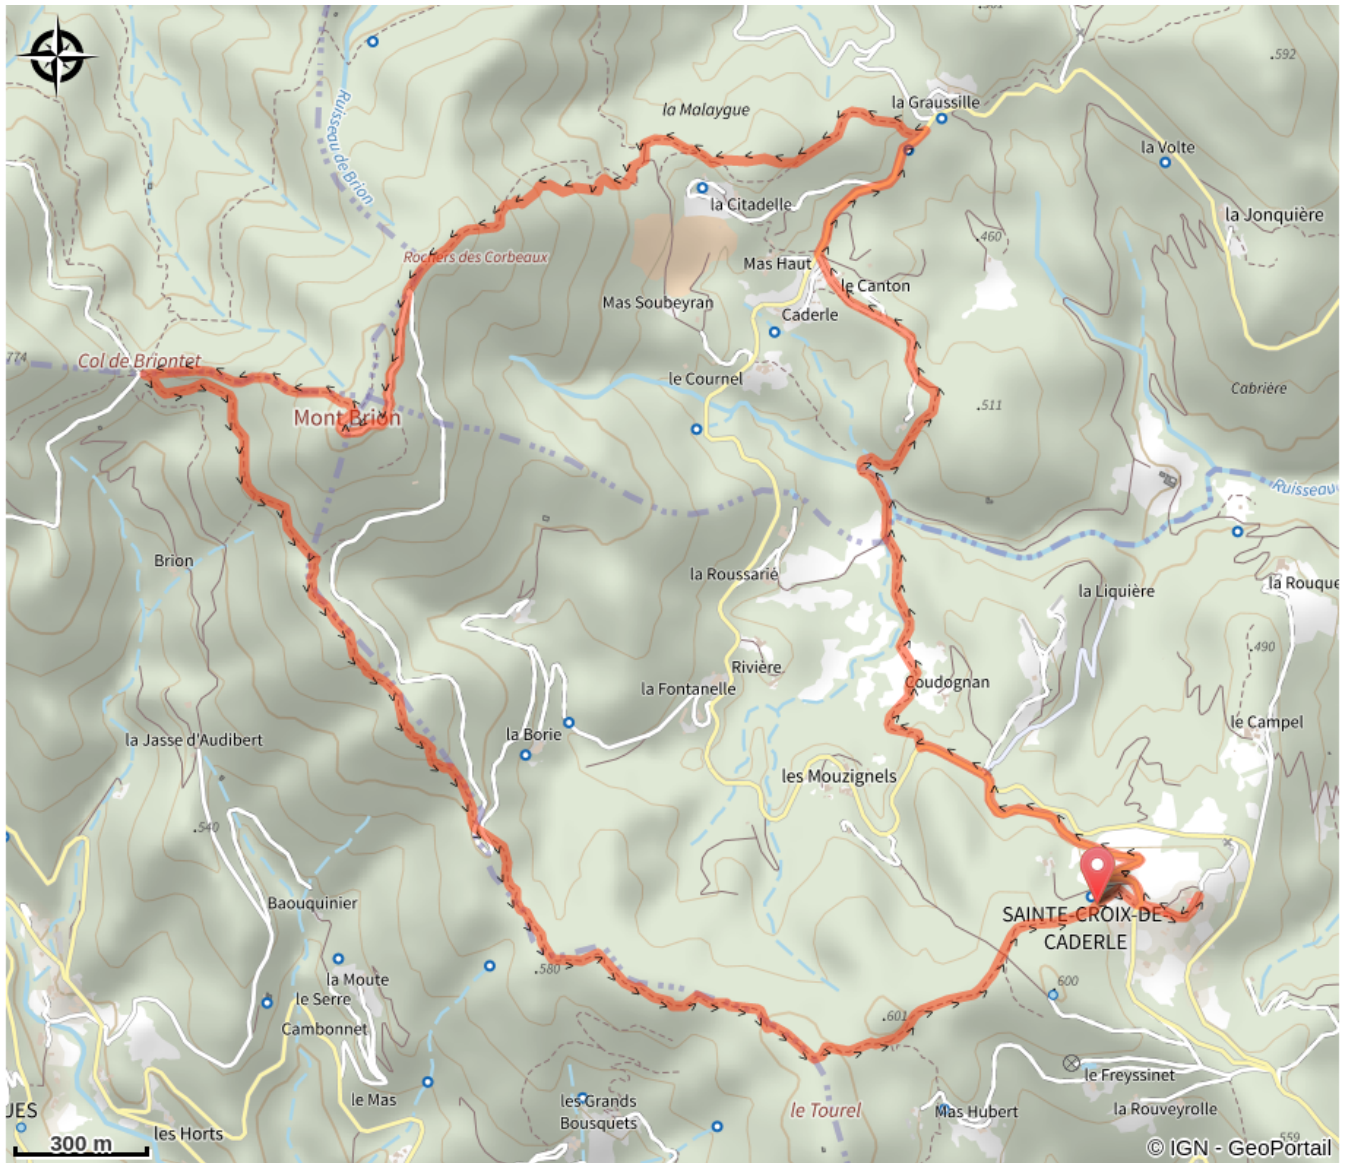 .592
la Graussille
la Malaygue
Ruisseau de Brion
la Volte
la Citadelle
la Jonquière
.460
Rochers des Corbeaux
Mas Haut
le Canton
Mas Soubeyran
Caderle
774
Col de Briontet
le Cournel
Cabrière
.511
Mont Brion
Ruisseau
Brion
la Roussarié
la Rouque
la Liquière
.490
Rivière
Coudognan
la Fontanelle
le Campel
la Borie
la Jasse d'Audibert
les Mouzignels
.540
Baouquinier
SAINTE-CROIX-DE-
CADERLE
.580
la Moute
600
le Serre
.601
Cambonnet
le Freyssinet
le Mas
les Grands
Bousquets
le Tourel
Mas Hubert
la Rouveyrolle
UES
les Horts
559
300 m
© IGN - GeoPortail